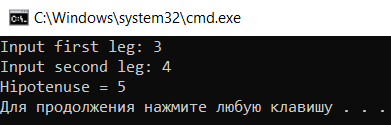 C:\Windows\system32\cmd.exe
Input first leg: 3
Input second leg: 4
Hipotenuse = 5
Для продолжения нажмите любую клавишу . . .